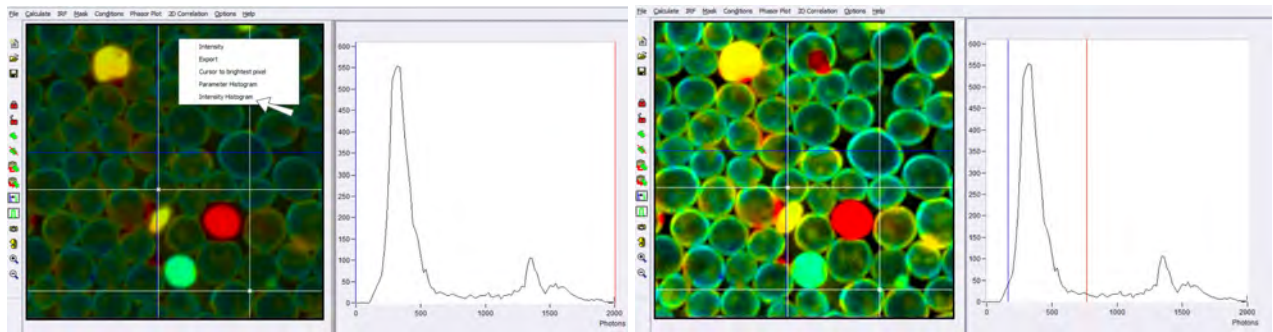 File Calculate IRF Mask Conditions Phasor Plot 2D Correlation Options Help
Intensity
Export
Cursor to brightest pixel
Parameter Histogram
Intensity Histogram
600
550
500
450
400
350
300
250
200
150
100
50
0
0 500 1000 1500 2000
Photons
File Calculate IRF Mask Conditions Phasor Plot 2D Correlation Options Help
600
550
500
450
400
350
300
250
200
150
100
50
0
0 500 1000 1500 2000
Photons